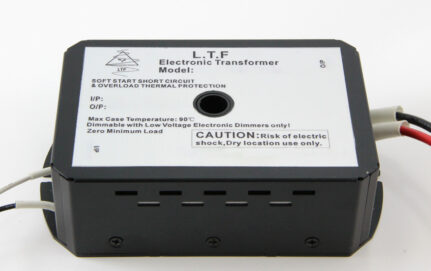 L.T.F
Electronic Transformer
Model:
LTF
SOFT START SHORT CIRCUIT
& OVERLOAD THERMAL PROTECTION
I/P:
O/P:
Max Case Temperature: 90℃
Dimmable with Low Voltage Electronic Dimmers only!
Zero Minimum Load
CAUTION: Risk of electric
shock, Dry location use only.
O/P